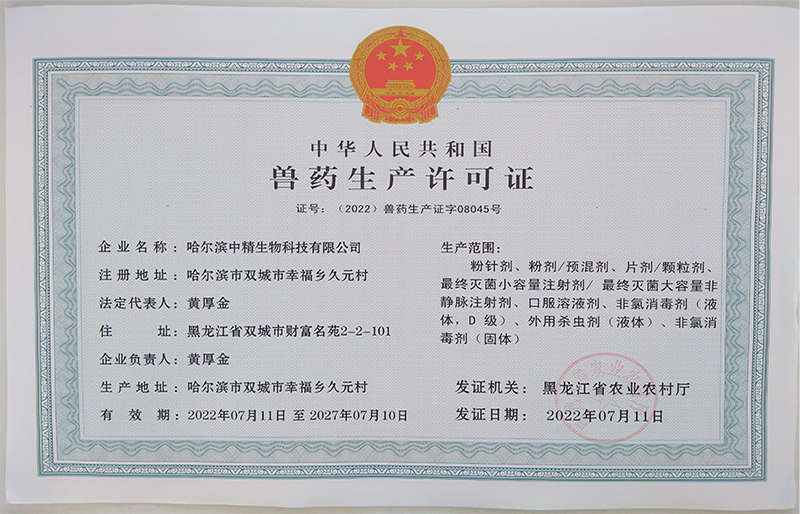 中华人民共和国
兽药生产许可证
证号：（2022）兽药生产证字08045号
企业名称：哈尔滨中精生物科技有限公司
注册地址：哈尔滨市双城市幸福乡久元村
法定代表人：黄厚金
住 址：黑龙江省双城市财富名苑2-2-101
企业负责人：黄厚金
生产地址：哈尔滨市双城市幸福乡久元村
有 效 期：2022年07月11日 至 2027年07月10日
生产范围：
粉针剂、粉剂/预混剂、片剂/颗粒剂、
最终灭菌小容量注射剂/ 最终灭菌大容量非
静脉注射剂、口服溶液剂、非氯消毒剂（液
体，D 级）、外用杀虫剂（液体）、非氯消
毒剂（固体）
发证机关：黑龙江省农业农村厅
发证日期：2022年07月11日